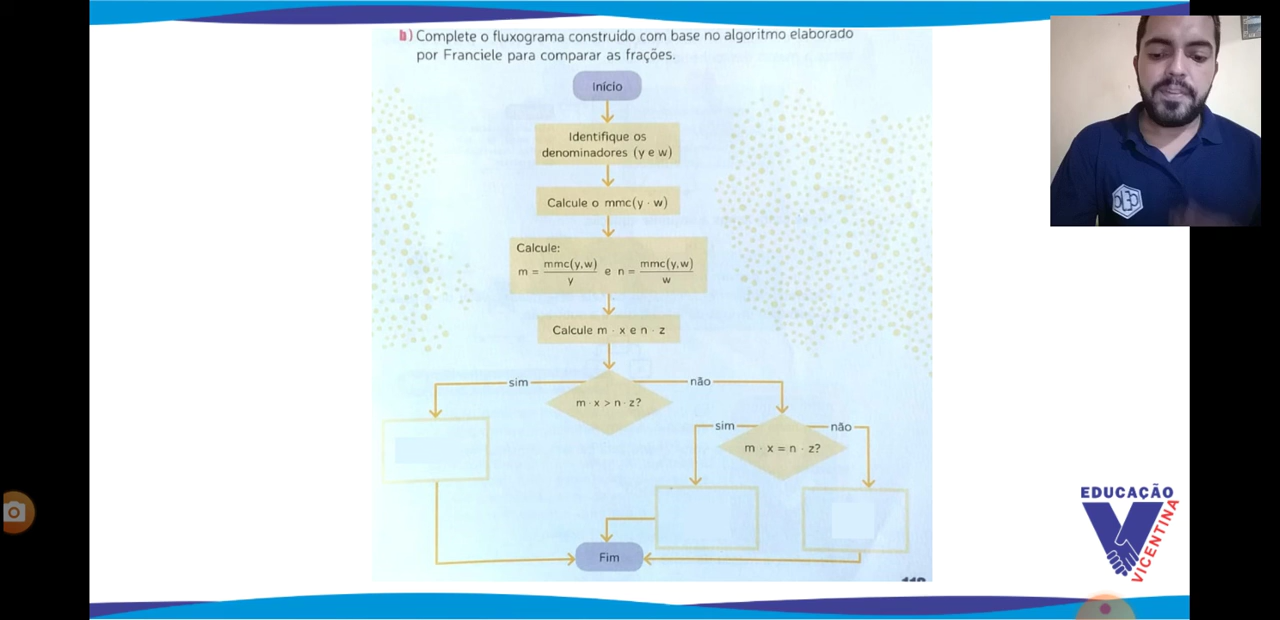 b) Complete o fluxograma construído com base no algoritmo elaborado
por Franciele para comparar as frações.
Início
Identifique os
denominadores (y e w)
Calcule o mmc(y · w)
Calcule:
m = mmc(y,w)/y e n = mmc(y,w)/w
Calcule m · x e n · z
sim
não
m · x > n · z?
sim
não
m · x = n · z?
Fim
EDUCAÇÃO
VICENTINA